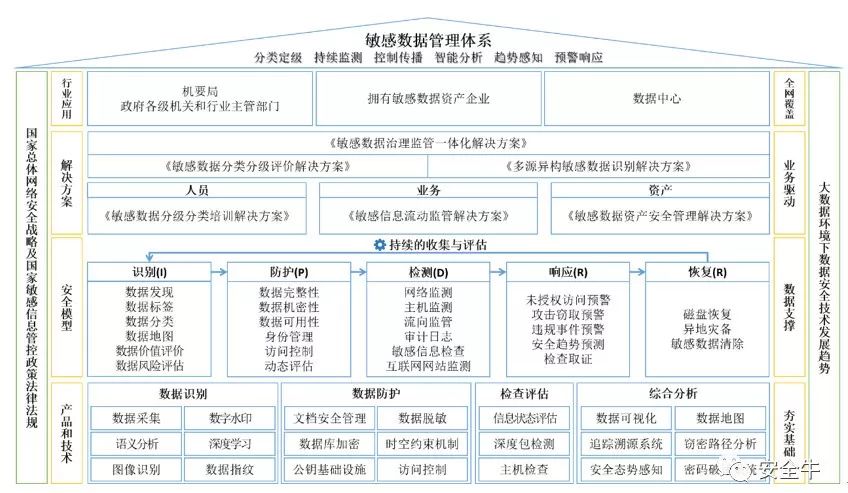 敏感数据管理体系
分类定级 持续监测 控制传播 智能分析 趋势感知 预警响应
国家总体网络安全战略及国家敏感信息管控政策法律法规
行业应用
机要局
政府各级机关和行业主管部门
拥有敏感数据资产企业
数据中心
全网覆盖
大数据环境下数据安全技术发展趋势
解决方案
《敏感数据治理监管一体化解决方案》
《敏感数据分类分级评价解决方案》
《多源异构敏感数据识别解决方案》
人员
业务
资产
《敏感数据分级分类培训解决方案》
《敏感信息流动监管解决方案》
《敏感数据资产安全管理解决方案》
业务驱动
安全模型
持续的收集与评估
识别(I)
数据发现
数据标签
数据分类
数据地图
数据价值评价
数据风险评估
防护(P)
数据完整性
数据机密性
数据可用性
身份管理
访问控制
动态评估
检测(D)
网络监测
主机监测
流向监管
审计日志
敏感信息检查
互联网网站监测
响应(R)
未授权访问预警
攻击窃取预警
违规事件预警
安全趋势预测
检查取证
恢复(R)
磁盘恢复
异地灾备
敏感数据清除
数据支撑
产品和技术
数据识别
数据采集 数字水印
语义分析 深度学习
图像识别 数据指纹
数据防护
文档安全管理 数据脱敏
数据库加密 时空约束机制
公钥基础设施 访问控制
检查评估
信息状态评估
深度包检测
主机检查
综合分析
数据可视化 数据地图
追踪溯源系统 窃密路径分析
安全态势感知 密码破
夯实基础
安全牛